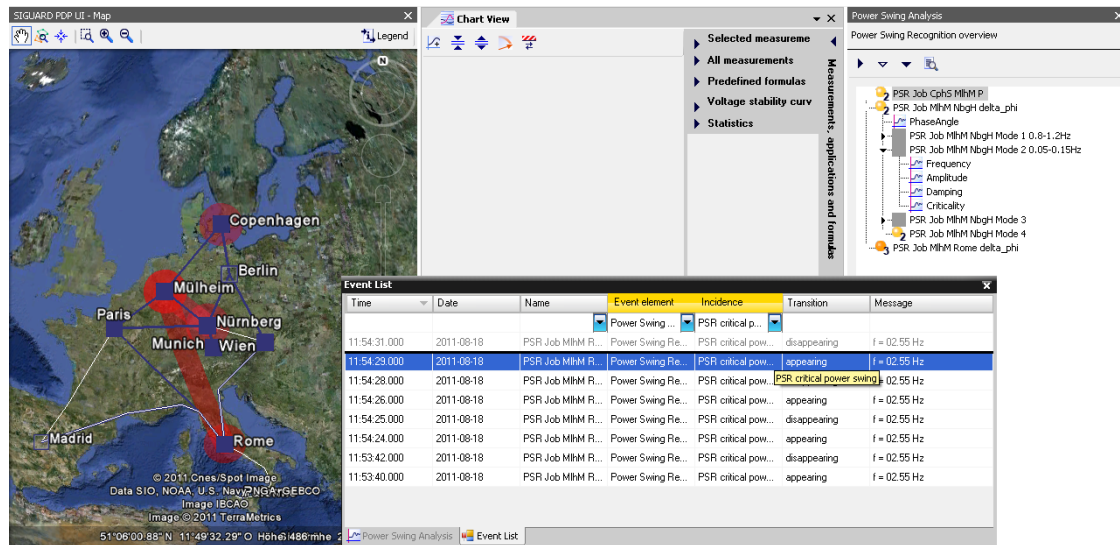 SIGUARD PDP UI - Map
Legend
N
Copenhagen
Berlin
Mülheim
Paris
Nürnberg
Munich
Wien
Madrid
Rome
© 2011 Cnes/Spot Image
Data SIO, NOAA, U.S. Navy, NGA, GEBCO
Image IBCAO
Image © 2011 TerraMetrics
51°06'00.88" N 11°49'32.29" O
Chart View
Selected measureme
All measurements
Predefined formulas
Voltage stability curv
Statistics
Measurements, applications and formulas
Power Swing Analysis
Power Swing Recognition overview
2 PSR Job CphS MlhM P
2 PSR Job MlhM NbgH delta_phi
PhaseAngle
PSR Job MlhM NbgH Mode 1 0.8-1.2Hz
PSR Job MlhM NbgH Mode 2 0.05-0.15Hz
Frequency
Amplitude
Damping
Criticality
PSR Job MlhM NbgH Mode 3
2 PSR Job MlhM NbgH Mode 4
3 PSR Job MlhM Rome delta_phi
Event List
Time Date Name Event element Incidence Transition Message
Power Swing ... PSR critical p...
11:54:31.000 2011-08-18 PSR Job MlhM R... Power Swing Re... PSR critical pow... disappearing f = 02.55 Hz
11:54:29.000 2011-08-18 PSR Job MlhM R... Power Swing Re... PSR critical pow... appearing f = 02.55 Hz
PSR critical power swing
11:54:28.000 2011-08-18 PSR Job MlhM R... Power Swing Re... PSR critical pow... = 02.55 Hz
11:54:26.000 2011-08-18 PSR Job MlhM R... Power Swing Re... PSR critical pow... appearing f = 02.55 Hz
11:54:25.000 2011-08-18 PSR Job MlhM R... Power Swing Re... PSR critical pow... disappearing f = 02.55 Hz
11:54:24.000 2011-08-18 PSR Job MlhM R... Power Swing Re... PSR critical pow... appearing f = 02.55 Hz
11:53:42.000 2011-08-18 PSR Job MlhM R... Power Swing Re... PSR critical pow... disappearing f = 02.55 Hz
11:53:40.000 2011-08-18 PSR Job MlhM R... Power Swing Re... PSR critical pow... appearing f = 02.55 Hz
Power Swing Analysis Event List